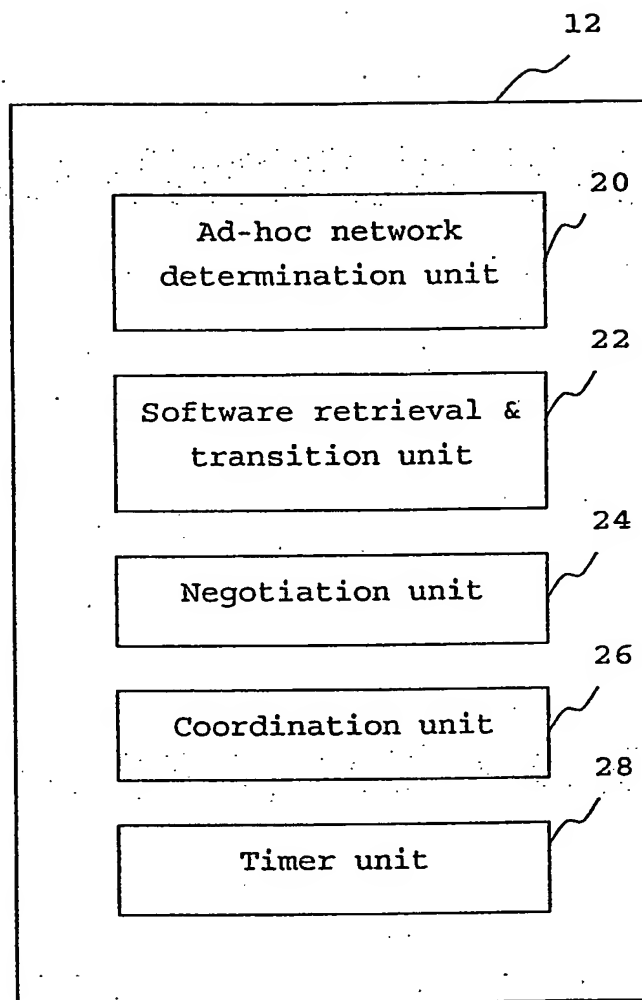 12
20
Ad-hoc network
determination unit
22
Software retrieval &
transition unit
24
Negotiation unit
26
Coordination unit
28
Timer unit